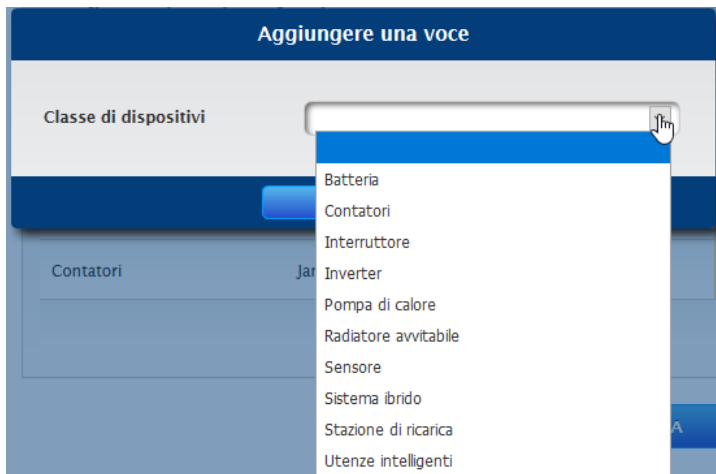 Aggiungere una voce
Classe di dispositivi
Batteria
Contatori
Interruttore
Contatori Jan Inverter
Pompa di calore
Radiatore avvitabile
Sensore
Sistema ibrido
Stazione di ricarica
A
Utenze intelligenti